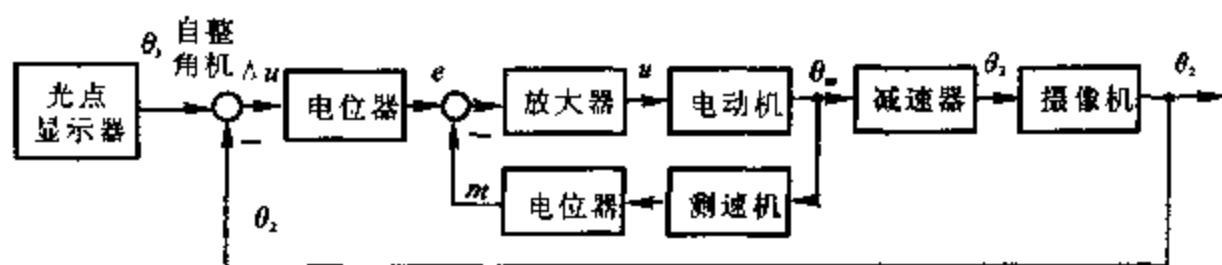 θ₁
自整
角机
Δu
e
u
θₘ
θ₃
θ₂
光点
显示器
电位器
放大器
电动机
减速器
摄像机
−
−
m
电位器
测速机
θ₂